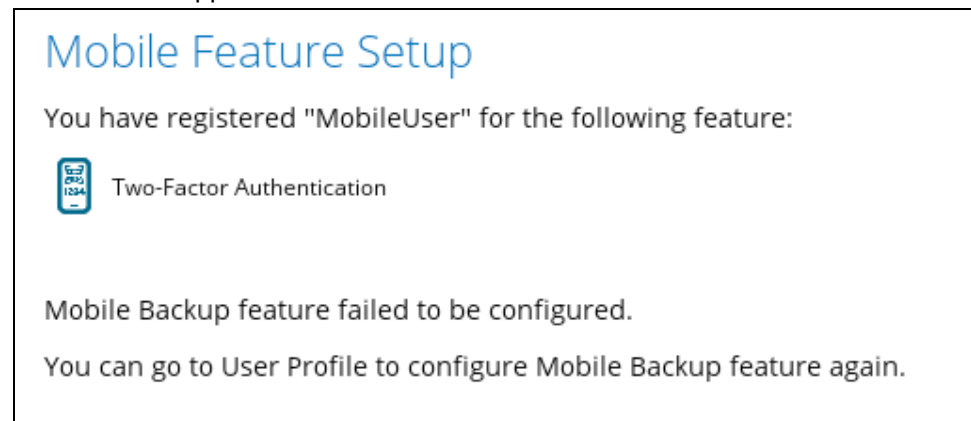 Mobile Feature Setup
You have registered "MobileUser" for the following feature:
1234
Two-Factor Authentication
Mobile Backup feature failed to be configured.
You can go to User Profile to configure Mobile Backup feature again.